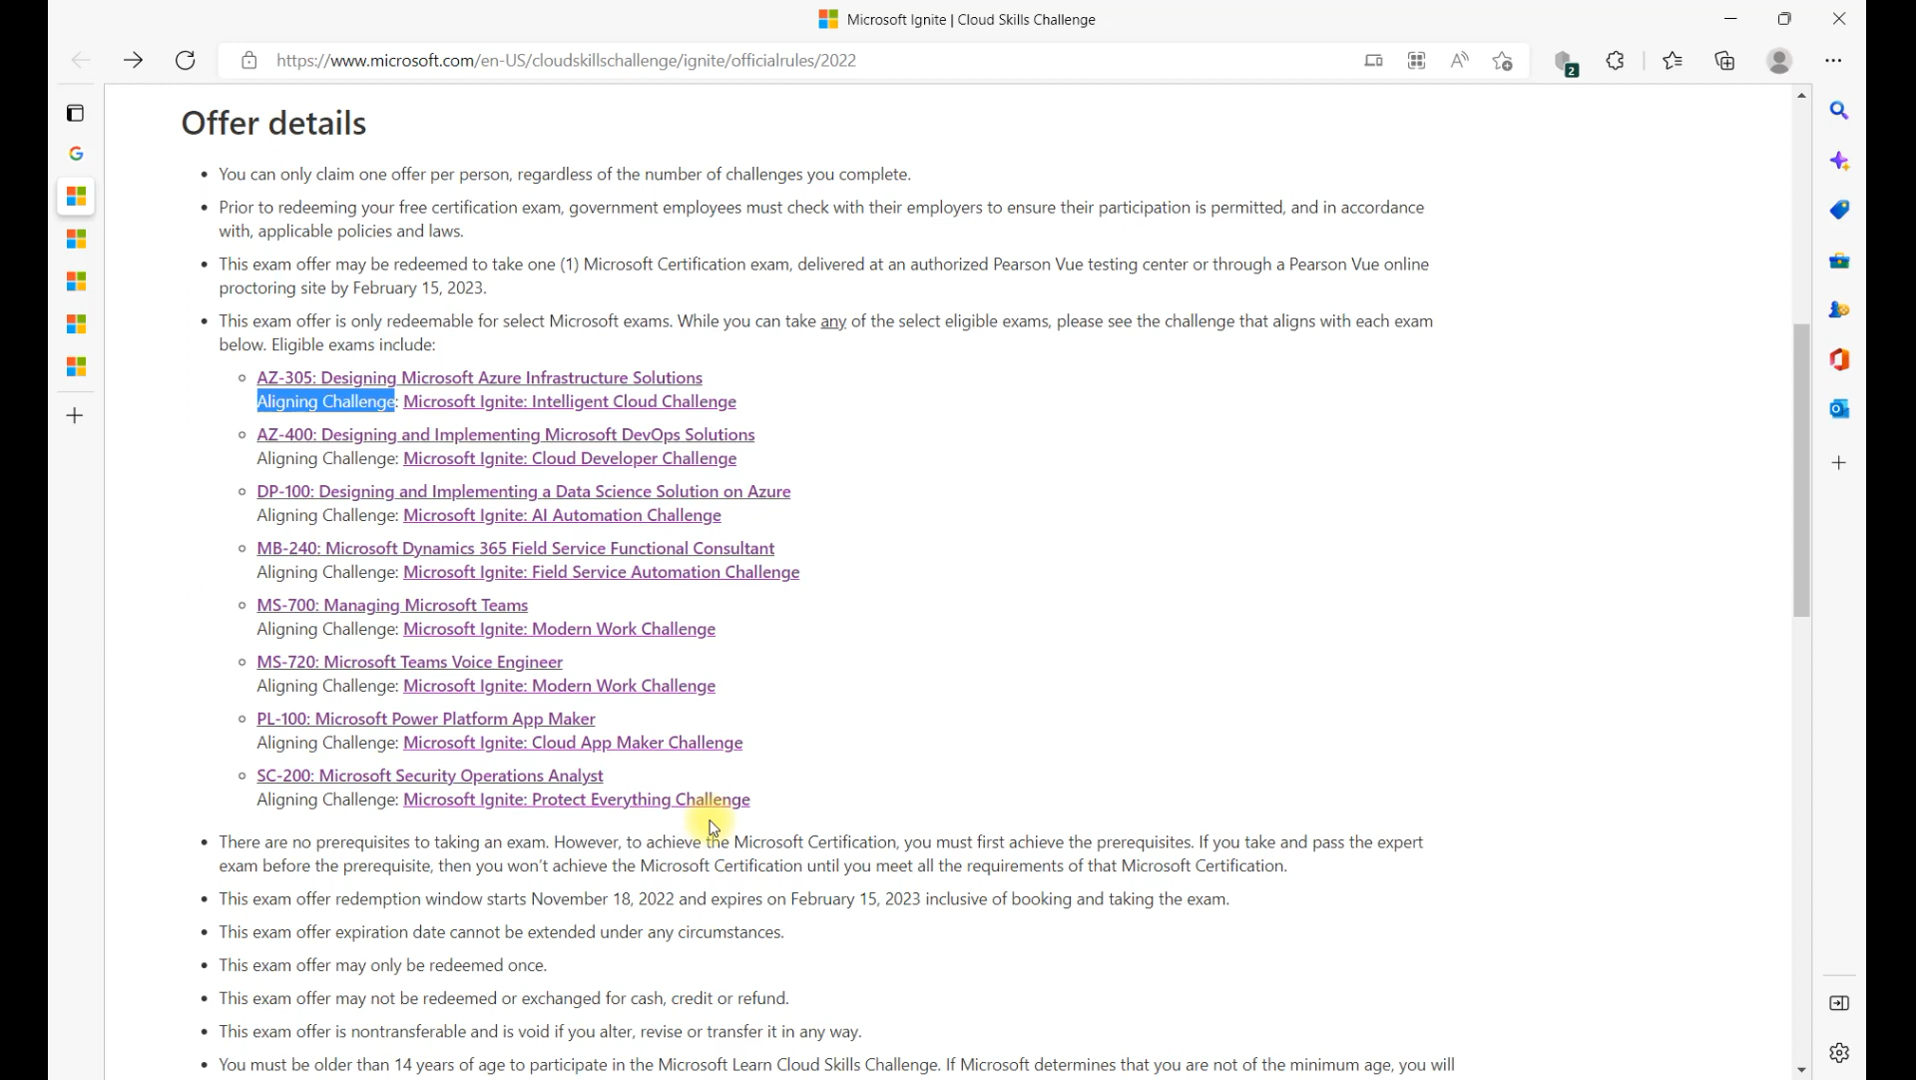 Microsoft Ignite | Cloud Skills Challenge
https://www.microsoft.com/en-US/cloudskillschallenge/ignite/officialrules/2022
2
Offer details
• You can only claim one offer per person, regardless of the number of challenges you complete.
• Prior to redeeming your free certification exam, government employees must check with their employers to ensure their participation is permitted, and in accordance
with, applicable policies and laws.
• This exam offer may be redeemed to take one (1) Microsoft Certification exam, delivered at an authorized Pearson Vue testing center or through a Pearson Vue online
proctoring site by February 15, 2023.
• This exam offer is only redeemable for select Microsoft exams. While you can take any of the select eligible exams, please see the challenge that aligns with each exam
below. Eligible exams include:
AZ-305: Designing Microsoft Azure Infrastructure Solutions
Aligning Challenge: Microsoft Ignite: Intelligent Cloud Challenge
AZ-400: Designing and Implementing Microsoft DevOps Solutions
Aligning Challenge: Microsoft Ignite: Cloud Developer Challenge
DP-100: Designing and Implementing a Data Science Solution on Azure
Aligning Challenge: Microsoft Ignite: AI Automation Challenge
MB-240: Microsoft Dynamics 365 Field Service Functional Consultant
Aligning Challenge: Microsoft Ignite: Field Service Automation Challenge
MS-700: Managing Microsoft Teams
Aligning Challenge: Microsoft Ignite: Modern Work Challenge
MS-720: Microsoft Teams Voice Engineer
Aligning Challenge: Microsoft Ignite: Modern Work Challenge
PL-100: Microsoft Power Platform App Maker
Aligning Challenge: Microsoft Ignite: Cloud App Maker Challenge
SC-200: Microsoft Security Operations Analyst
Aligning Challenge: Microsoft Ignite: Protect Everything Challenge
• There are no prerequisites to taking an exam. However, to achieve the Microsoft Certification, you must first achieve the prerequisites. If you take and pass the expert
exam before the prerequisite, then you won't achieve the Microsoft Certification until you meet all the requirements of that Microsoft Certification.
• This exam offer redemption window starts November 18, 2022 and expires on February 15, 2023 inclusive of booking and taking the exam.
• This exam offer expiration date cannot be extended under any circumstances.
• This exam offer may only be redeemed once.
• This exam offer may not be redeemed or exchanged for cash, credit or refund.
• This exam offer is nontransferable and is void if you alter, revise or transfer it in any way.
• You must be older than 14 years of age to participate in the Microsoft Learn Cloud Skills Challenge. If Microsoft determines that you are not of the minimum age, you will